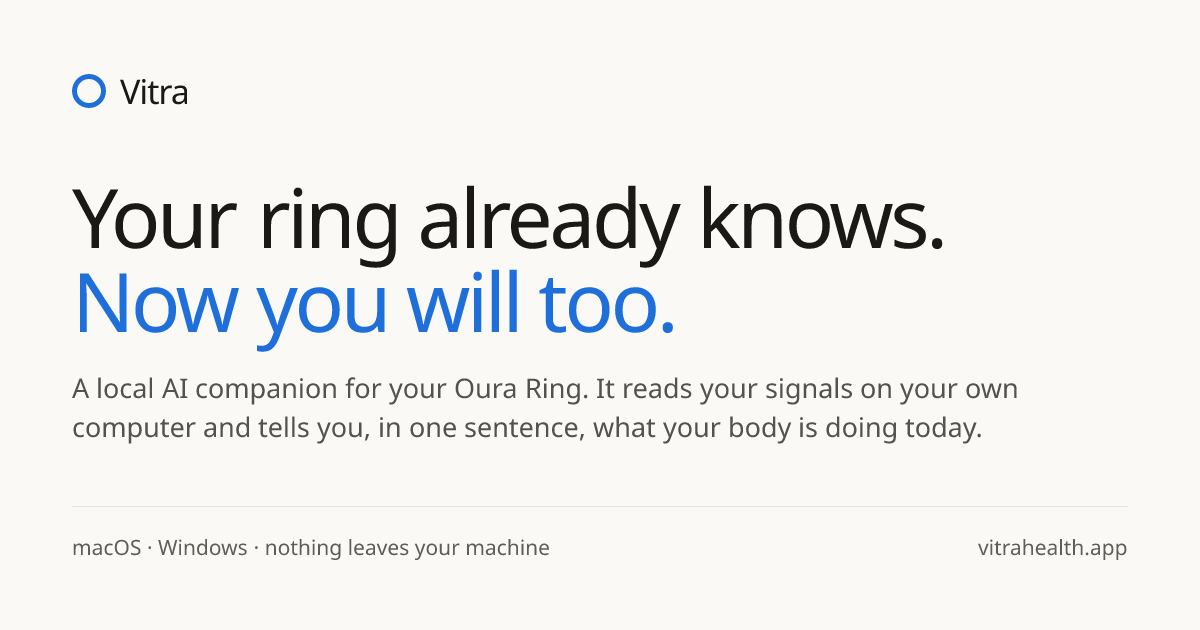 Vitra
Your ring already knows.
Now you will too.
A local AI companion for your Oura Ring. It reads your signals on your own
computer and tells you, in one sentence, what your body is doing today.
macOS · Windows · nothing leaves your machine
vitrahealth.app